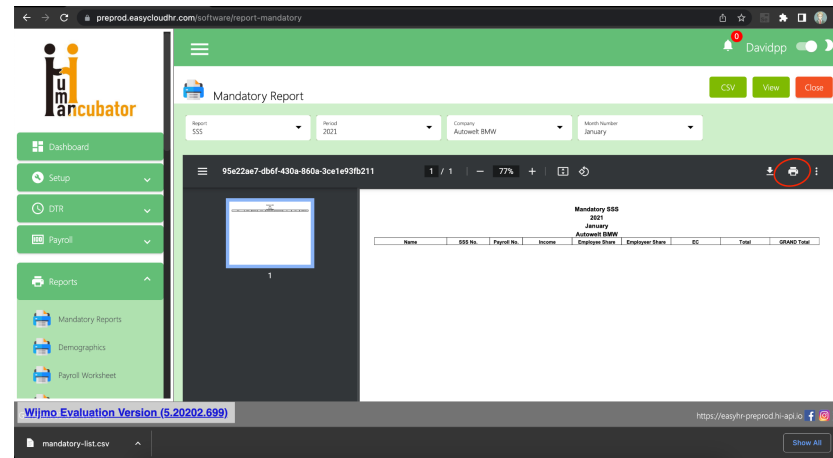 preprod.easycloudhr.com/software/report-mandatory
Human
ancubator
0
Davidpp
Mandatory Report
CSV
View
Close
Report
SSS
Period
2021
Company
Autowelt BMW
Month Number
January
Dashboard
Setup
DTR
Payroll
Reports
Mandatory Reports
Demographics
Payroll Worksheet
95e22ae7-db6f-430a-860a-3ce1e93fb211
1 / 1
77%
1
Mandatory SSS
2021
January
Autowelt BMW
Name SSS No. Payroll No. Income Employee Share Employeer Share EC Total GRAND Total
Wijmo Evaluation Version (5.20202.699)
https://easyhr-preprod.hi-api.io
mandatory-list.csv
Show All